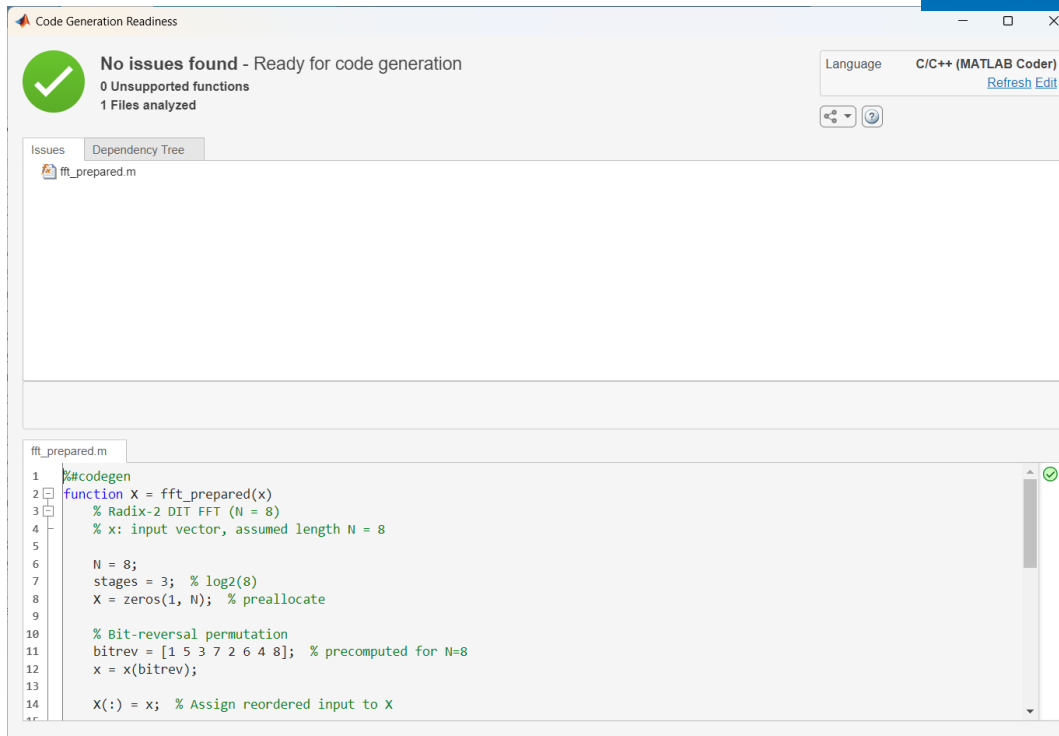 Code Generation Readiness
No issues found - Ready for code generation
0 Unsupported functions
1 Files analyzed
Language C/C++ (MATLAB Coder)
Refresh Edit
Issues Dependency Tree
fft_prepared.m
fft_prepared.m
1 %#codegen
2 function X = fft_prepared(x)
3 % Radix-2 DIT FFT (N = 8)
4 % x: input vector, assumed length N = 8
5
6 N = 8;
7 stages = 3; % log2(8)
8 X = zeros(1, N); % preallocate
9
10 % Bit-reversal permutation
11 bitrev = [1 5 3 7 2 6 4 8]; % precomputed for N=8
12 x = x(bitrev);
13
14 X(:) = x; % Assign reordered input to X